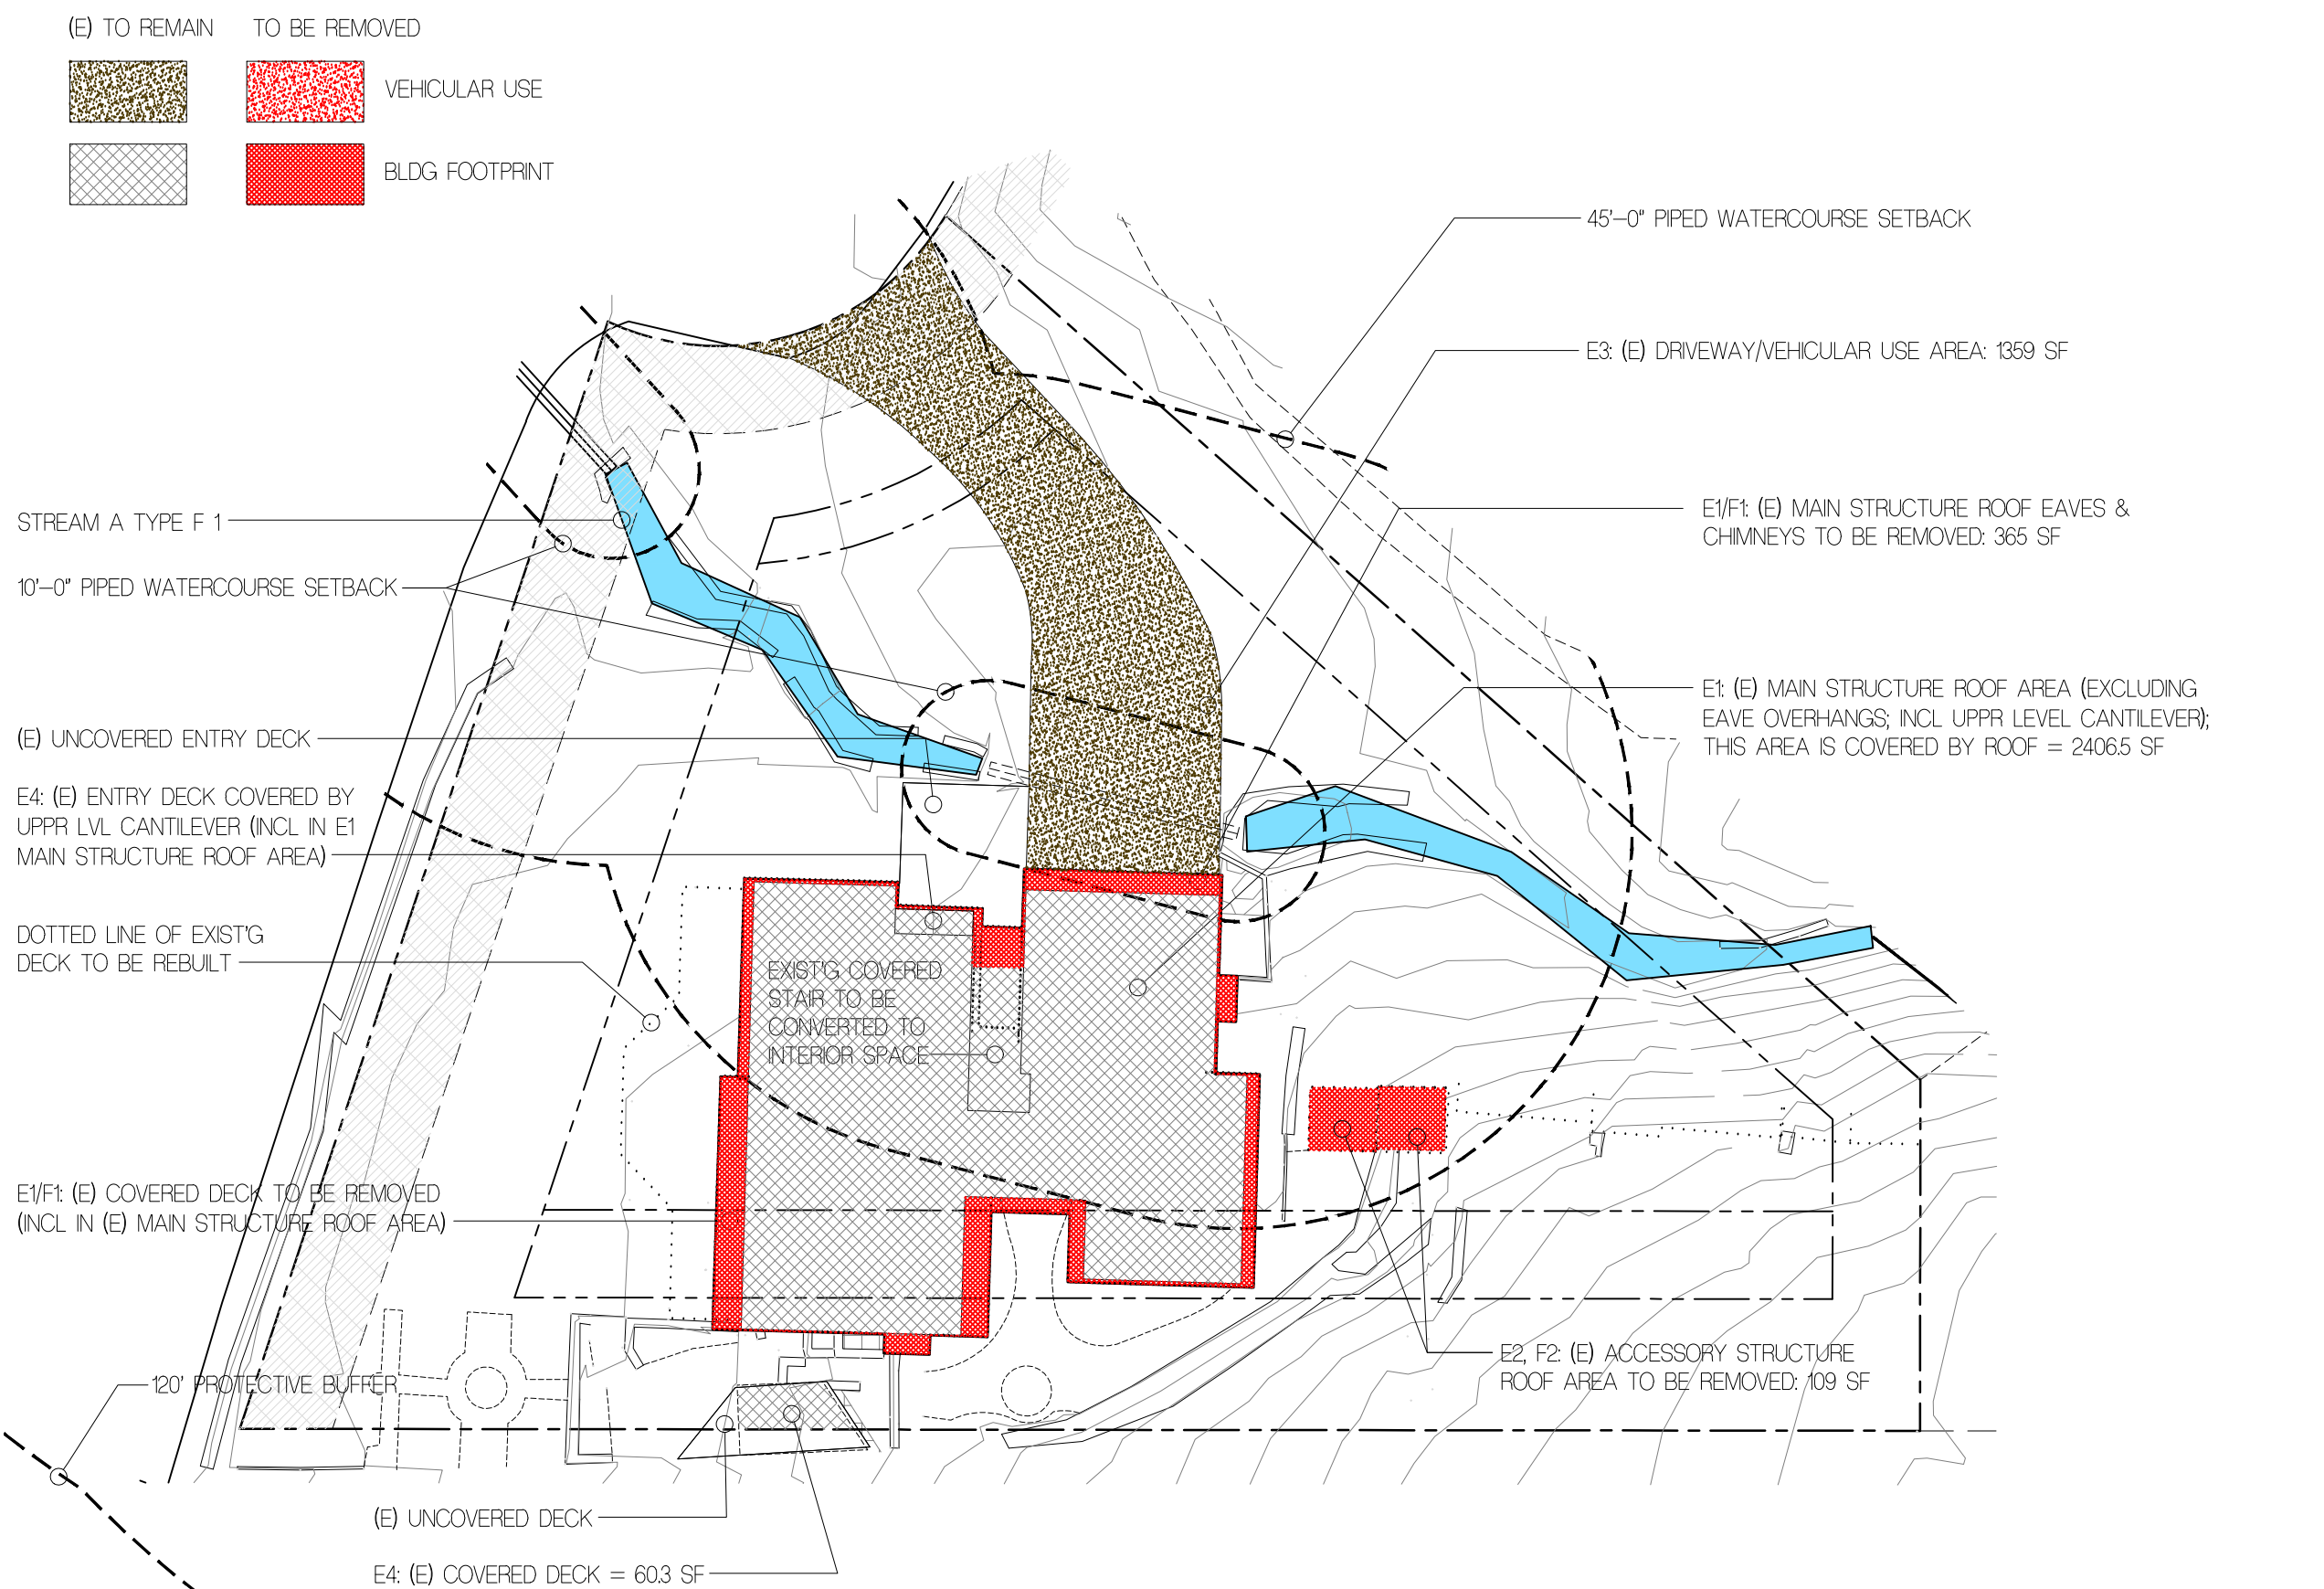 (E) TO REMAIN TO BE REMOVED
VEHICULAR USE
BLDG FOOTPRINT
45'-0" PIPED WATERCOURSE SETBACK
E3: (E) DRIVEWAY/VEHICULAR USE AREA: 1359 SF
E1/F1: (E) MAIN STRUCTURE ROOF EAVES &
CHIMNEYS TO BE REMOVED: 365 SF
STREAM A TYPE F 1
10'-0" PIPED WATERCOURSE SETBACK
E1: (E) MAIN STRUCTURE ROOF AREA (EXCLUDING
EAVE OVERHANGS; INCL UPPR LEVEL CANTILEVER);
THIS AREA IS COVERED BY ROOF = 2406.5 SF
(E) UNCOVERED ENTRY DECK
E4: (E) ENTRY DECK COVERED BY
UPPR LVL CANTILEVER (INCL IN E1
MAIN STRUCTURE ROOF AREA)
DOTTED LINE OF EXIST'G
DECK TO BE REBUILT
EXIST'G COVERED
STAIR TO BE
CONVERTED TO
INTERIOR SPACE
E1/F1: (E) COVERED DECK TO BE REMOVED
(INCL IN (E) MAIN STRUCTURE ROOF AREA)
E2, F2: (E) ACCESSORY STRUCTURE
ROOF AREA TO BE REMOVED: 109 SF
120' PROTECTIVE BUFFER
(E) UNCOVERED DECK
E4: (E) COVERED DECK = 60.3 SF